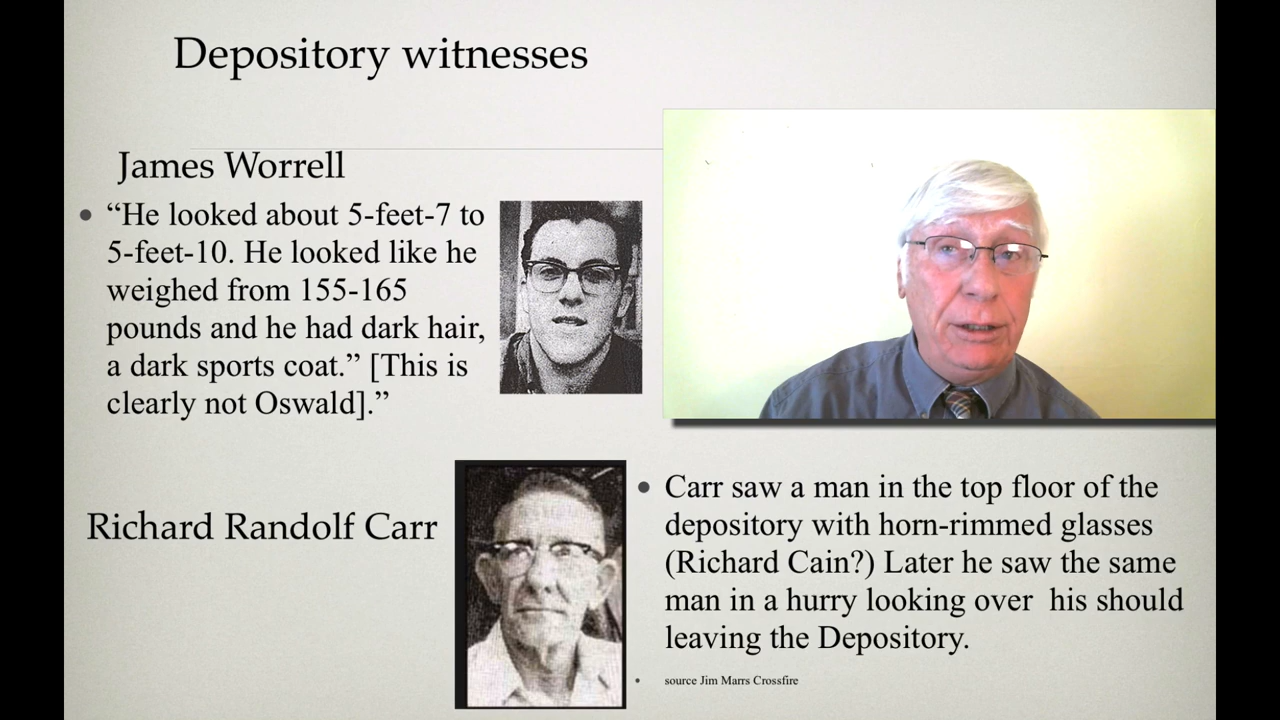 Depository witnesses
James Worrell
• “He looked about 5-feet-7 to
5-feet-10. He looked like he
weighed from 155-165
pounds and he had dark hair,
a dark sports coat.” [This is
clearly not Oswald].”
Richard Randolf Carr
• Carr saw a man in the top floor of the
depository with horn-rimmed glasses
(Richard Cain?) Later he saw the same
man in a hurry looking over his should
leaving the Depository.
• source Jim Marrs Crossfire